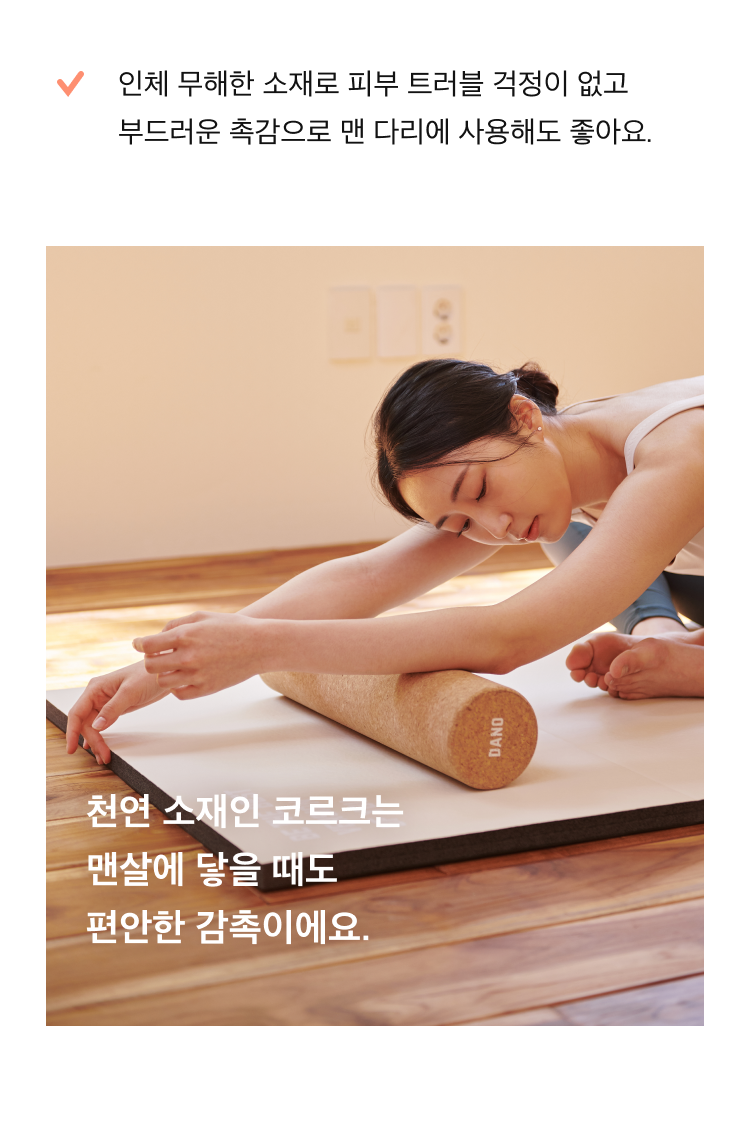 인체 무해한 소재로 피부 트러블 걱정이 없고
부드러운 촉감으로 맨 다리에 사용해도 좋아요.
DANO
천연 소재인 코르크는
맨살에 닿을 때도
편안한 감촉이에요.